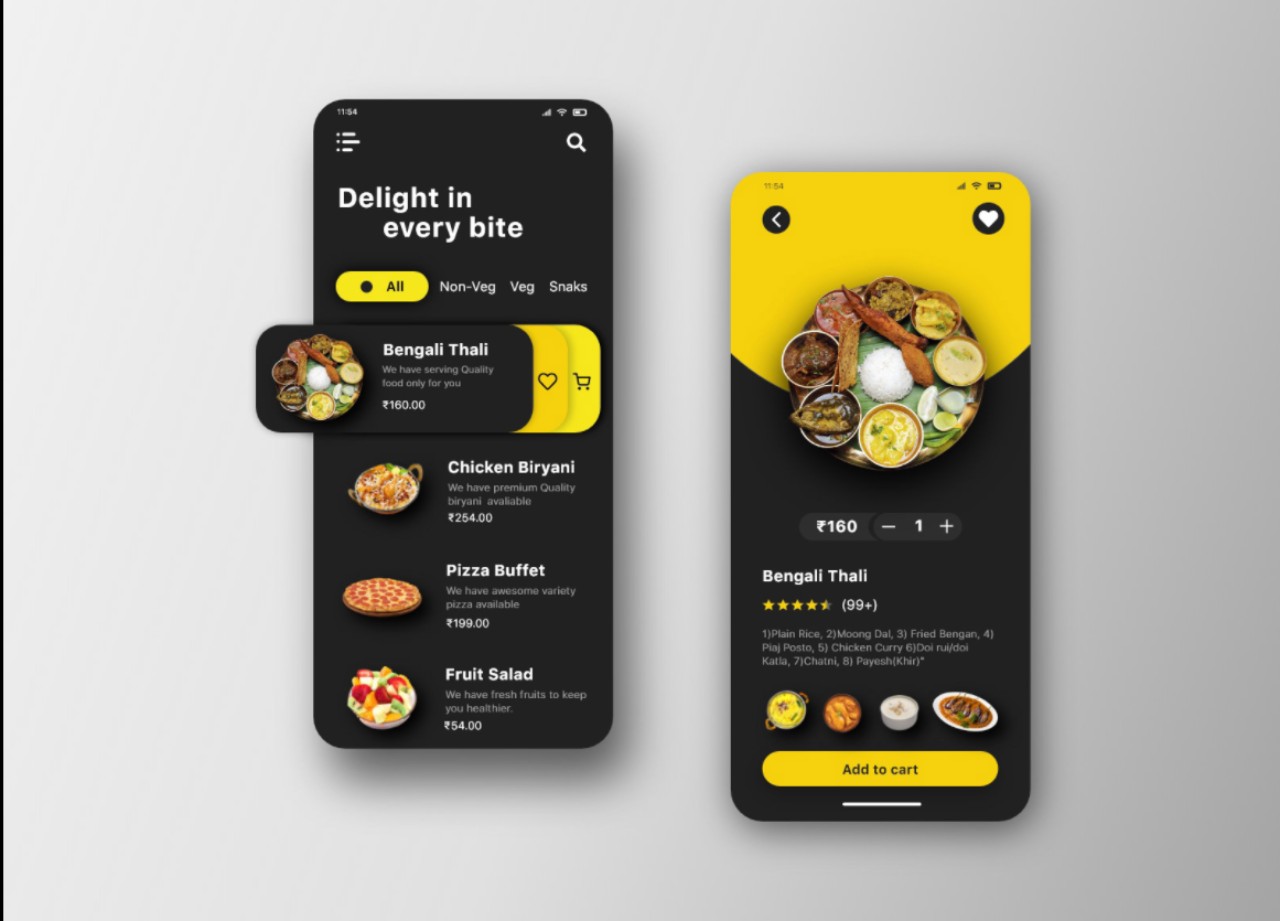 11:54
Delight in
every bite
All Non-Veg Veg Snaks
Bengali Thali
We have serving Quality
food only for you
₹160.00
Chicken Biryani
We have premium Quality
biryani avaliable
₹254.00
Pizza Buffet
We have awesome variety
pizza available
₹199.00
Fruit Salad
We have fresh fruits to keep
you healthier.
₹54.00
11:54
₹160 − 1 +
Bengali Thali
(99+)
1)Plain Rice, 2)Moong Dal, 3) Fried Bengan, 4)
Piaj Posto, 5) Chicken Curry 6)Doi rui/doi
Katla, 7)Chatni, 8) Payesh(Khir)*
Add to cart